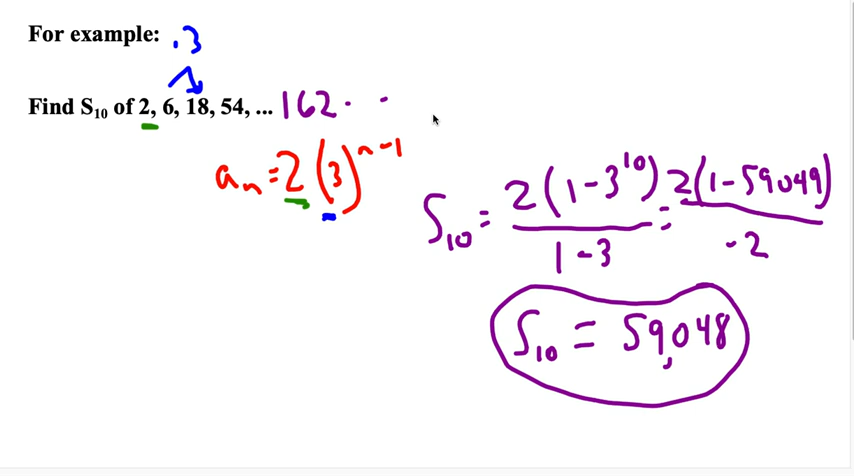 For example: .3
Find S₁₀ of 2, 6, 18, 54, ... 162 . .
aₙ = 2(3)ⁿ⁻¹
S₁₀ = 2(1-3¹⁰)/1-3 = 2(1-59049)/-2
S₁₀ = 59,048